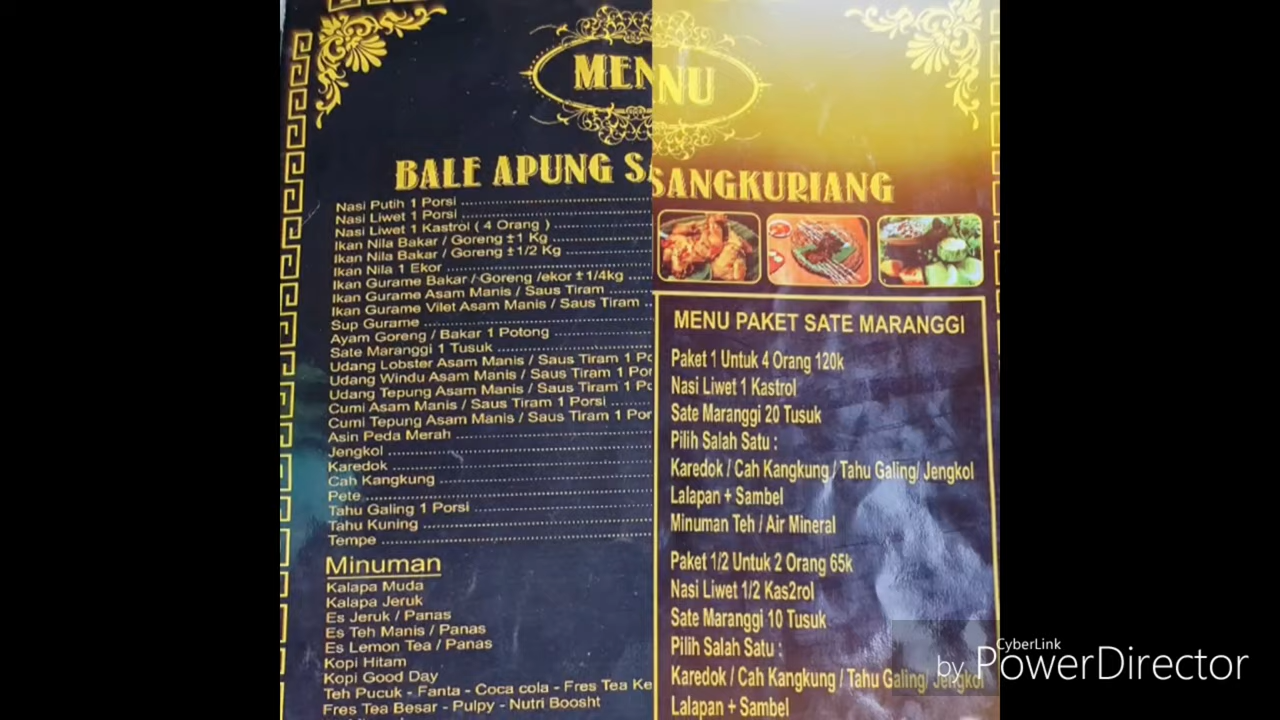 MEN
BALE APUNG SA
Nasi Putih 1 Porsi
Nasi Liwet 1 Porsi
Nasi Liwet 1 Kastrol ( 4 Orang )
Ikan Nila Bakar / Goreng ±1 Kg
Ikan Nila Bakar / Goreng ±1/2 Kg
Ikan Nila 1 Ekor
Ikan Gurame Bakar / Goreng /ekor ±1/4kg
Ikan Gurame Asam Manis / Saus Tiram
Ikan Gurame Vilet Asam Manis / Saus Tiram
Sup Gurame
Ayam Goreng / Bakar 1 Potong
Sate Maranggi 1 Tusuk
Udang Lobster Asam Manis / Saus Tiram 1 Po
Udang Windu Asam Manis / Saus Tiram 1 Por
Udang Tepung Asam Manis / Saus Tiram 1 Po
Cumi Asam Manis / Saus Tiram 1 Porsi
Cumi Tepung Asam Manis / Saus Tiram 1 Por
Asin Peda Merah
Jengkol
Karedok
Cah Kangkung
Pete
Tahu Galing 1 Porsi
Tahu Kuning
Tempe
Minuman
Kalapa Muda
Kalapa Jeruk
Es Jeruk / Panas
Es Teh Manis / Panas
Es Lemon Tea / Panas
Kopi Hitam
Kopi Good Day
Teh Pucuk - Fanta - Coca cola - Fres Tea Ke
Fres Tea Besar - Pulpy - Nutri Boosht
NU
SANGKURIANG
MENU PAKET SATE MARANGGI
Paket 1 Untuk 4 Orang 120k
Nasi Liwet 1 Kastrol
Sate Maranggi 20 Tusuk
Pilih Salah Satu :
Karedok / Cah Kangkung / Tahu Galing/ Jengkol
Lalapan + Sambel
Minuman Teh / Air Mineral
Paket 1/2 Untuk 2 Orang 65k
Nasi Liwet 1/2 Kas2rol
Sate Maranggi 10 Tusuk
Pilih Salah Satu :
Karedok / Cah Kangkung / Tahu Galing/ Jengkol
Lalapan + Sambel
CyberLink
by PowerDirector